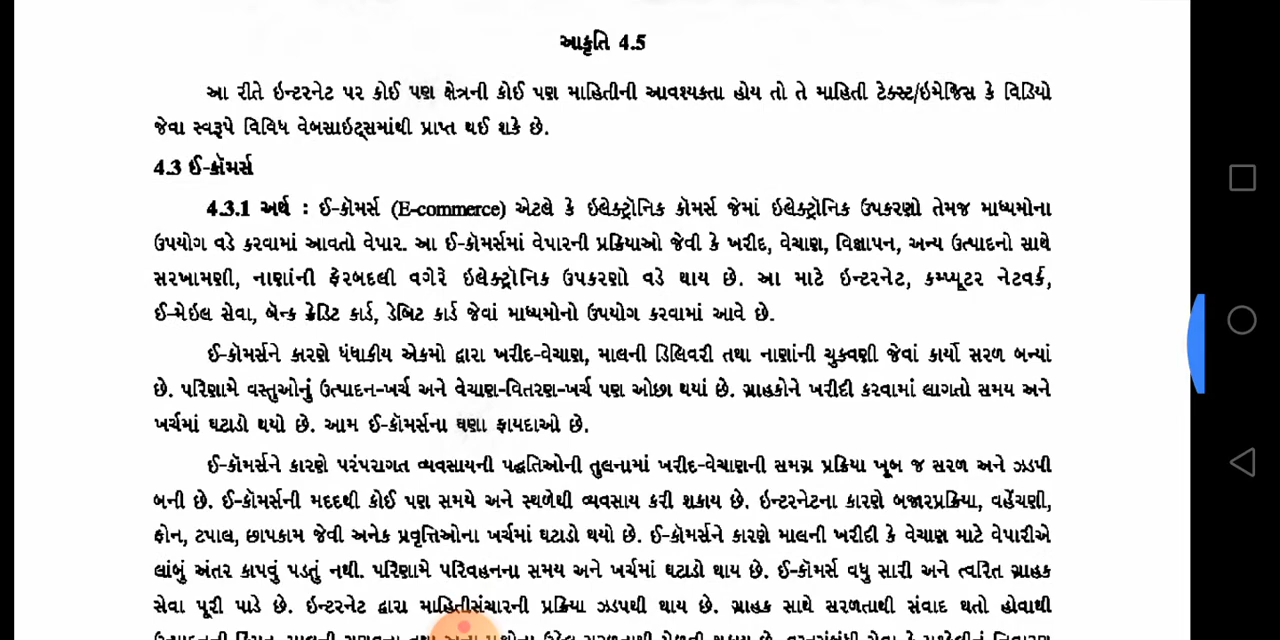 આકૃતિ 4.5
આ રીતે ઇન્ટરનેટ પર કોઈ પણ ક્ષેત્રની કોઈ પણ માહિતીની આવશ્યકતા હોય તો તે માહિતી ટેક્સ્ટ/ઇમેજિસ કે વિડિયો
જેવા સ્વરૂપે વિવિધ વેબસાઇટ્સમાંથી પ્રાપ્ત થઈ શકે છે.
4.3 ઈ-કૉમર્સ
4.3.1 અર્થ : ઈ-કૉમર્સ (E-commerce) એટલે કે ઇલેક્ટ્રૉનિક કૉમર્સ જેમાં ઇલેક્ટ્રૉનિક ઉપકરણો તેમજ માધ્યમોના
ઉપયોગ વડે કરવામાં આવતો વેપાર. આ ઈ-કૉમર્સમાં વેપારની પ્રક્રિયાઓ જેવી કે ખરીદ, વેચાણ, વિજ્ઞાપન, અન્ય ઉત્પાદનો સાથે
સરખામણી, નાણાંની ફેરબદલી વગેરે ઇલેક્ટ્રૉનિક ઉપકરણો વડે થાય છે. આ માટે ઇન્ટરનેટ, કમ્પ્યૂટર નેટવર્ક,
ઈ-મેઇલ સેવા, બૅન્ક ક્રેડિટ કાર્ડ, ડેબિટ કાર્ડ જેવાં માધ્યમોનો ઉપયોગ કરવામાં આવે છે.
ઈ-કૉમર્સને કારણે ધંધાકીય એકમો દ્વારા ખરીદ-વેચાણ, માલની ડિલિવરી તથા નાણાંની ચુકવણી જેવાં કાર્યો સરળ બન્યાં
છે. પરિણામે વસ્તુઓનું ઉત્પાદન-ખર્ચ અને વેચાણ-વિતરણ-ખર્ચ પણ ઓછા થયાં છે. ગ્રાહકોને ખરીદી કરવામાં લાગતો સમય અને
ખર્ચમાં ઘટાડો થયો છે. આમ ઈ-કૉમર્સના ઘણા ફાયદાઓ છે.
ઈ-કૉમર્સને કારણે પરંપરાગત વ્યવસાયની પદ્ધતિઓની તુલનામાં ખરીદ-વેચાણની સમગ્ર પ્રક્રિયા ખૂબ જ સરળ અને ઝડપી
બની છે. ઈ-કૉમર્સની મદદથી કોઈ પણ સમયે અને સ્થળેથી વ્યવસાય કરી શકાય છે. ઇન્ટરનેટના કારણે બજારપ્રક્રિયા, વહેંચણી,
ફોન, ટપાલ, છાપકામ જેવી અનેક પ્રવૃત્તિઓના ખર્ચમાં ઘટાડો થયો છે. ઈ-કૉમર્સને કારણે માલની ખરીદી કે વેચાણ માટે વેપારીએ
લાંબું અંતર કાપવું પડતું નથી. પરિણામે પરિવહનના સમય અને ખર્ચમાં ઘટાડો થાય છે. ઈ-કૉમર્સ વધુ સારી અને ત્વરિત ગ્રાહક
સેવા પૂરી પાડે છે. ઇન્ટરનેટ દ્વારા માહિતીસંચારની પ્રક્રિયા ઝડપથી થાય છે. ગ્રાહક સાથે સરળતાથી સંવાદ થતો હોવાથી